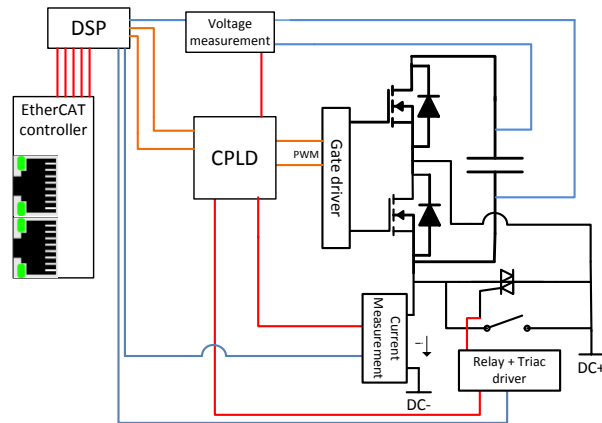 DSP
Voltage
measurement
EtherCAT
controller
CPLD
PWM
Gate driver
Current
Measurement
I
DC-
Relay + Triac
driver
DC+